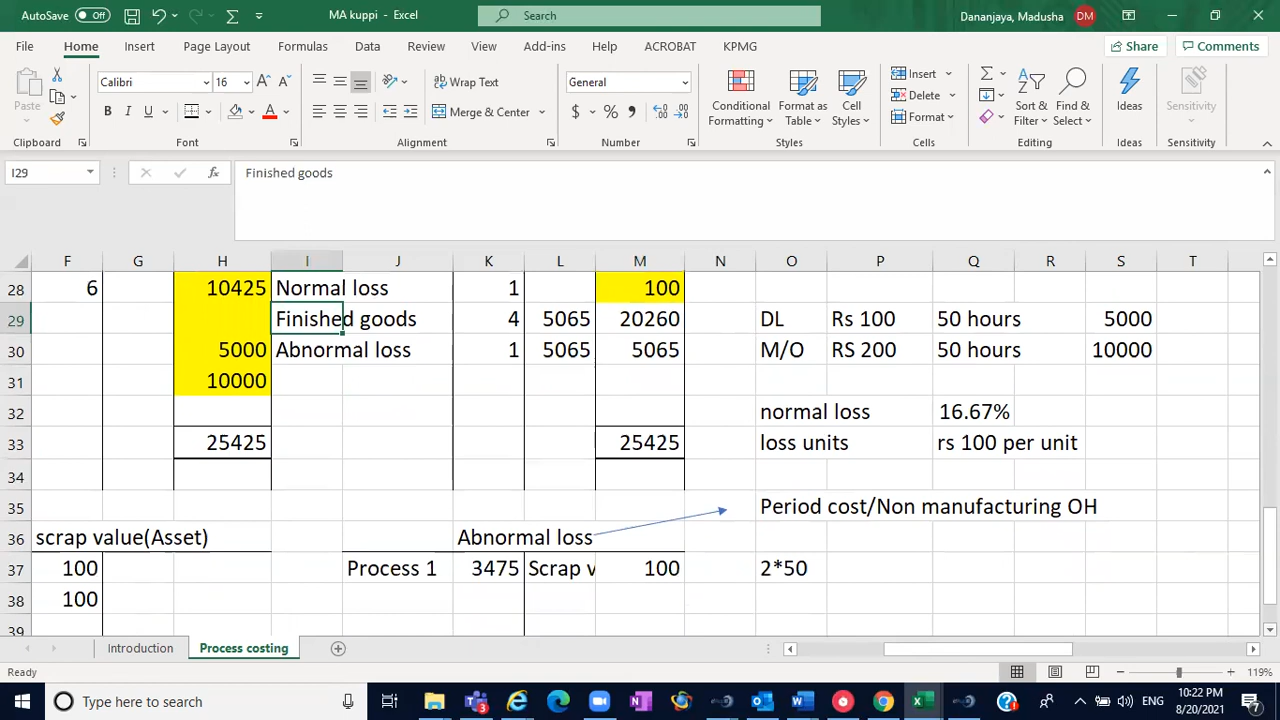 AutoSave Off MA kuppi - Excel Search Dananjaya, Madusha DM
File Home Insert Page Layout Formulas Data Review View Add-ins Help ACROBAT KPMG Share Comments
Paste Calibri 16 Wrap Text General Insert
B I U Merge & Center $ % Conditional Formatting Format as Table Cell Styles Delete Format Sort & Filter Find & Select Ideas Sensitivity
Clipboard Font Alignment Number Styles Cells Editing Ideas Sensitivity
I29 fx Finished goods
F G H I J K L M N O P Q R S T
28 6 10425 Normal loss 1 100
29 Finished goods 4 5065 20260 DL Rs 100 50 hours 5000
30 5000 Abnormal loss 1 5065 5065 M/O RS 200 50 hours 10000
31 10000
32 normal loss 16.67%
33 25425 25425 loss units rs 100 per unit
34
35 Period cost/Non manufacturing OH
36 scrap value(Asset) Abnormal loss
37 100 Process 1 3475 Scrap v 100 2*50
38 100
39
Introduction Process costing
Ready 119%
Type here to search 3 ENG 10:22 PM
8/20/2021 7